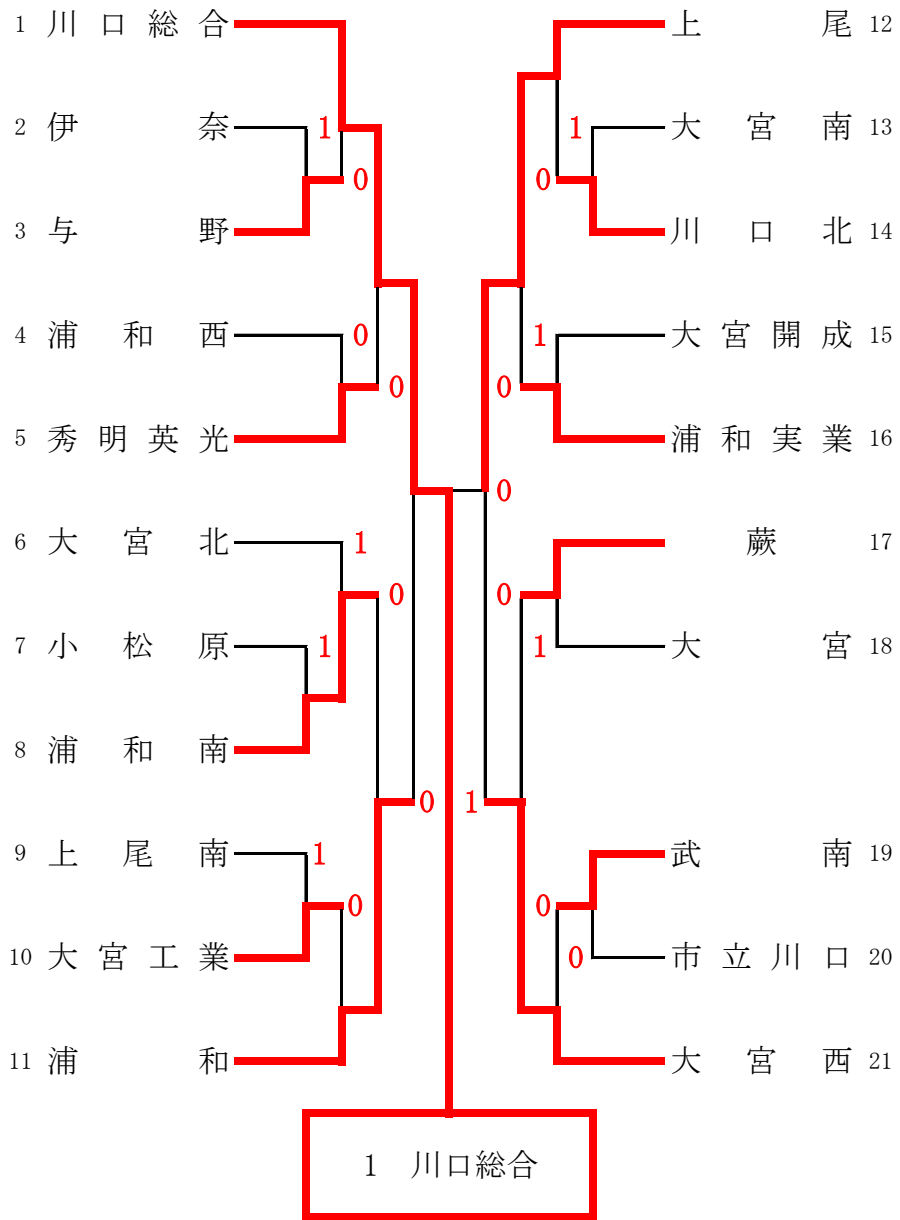 1 川口総合
2 伊奈
1
0
3 与野
4 浦和西
0
0
5 秀明英光
6 大宮北
1
0
7 小松原
1
8 浦和南
0
9 上尾南
1
0
10 大宮工業
11 浦和
上尾 12
1
大宮南 13
0
川口北 14
1
大宮開成 15
0
浦和実業 16
0
蕨 17
0
1
大宮 18
1
武南 19
0
0
市立川口 20
大宮西 21
1 川口総合